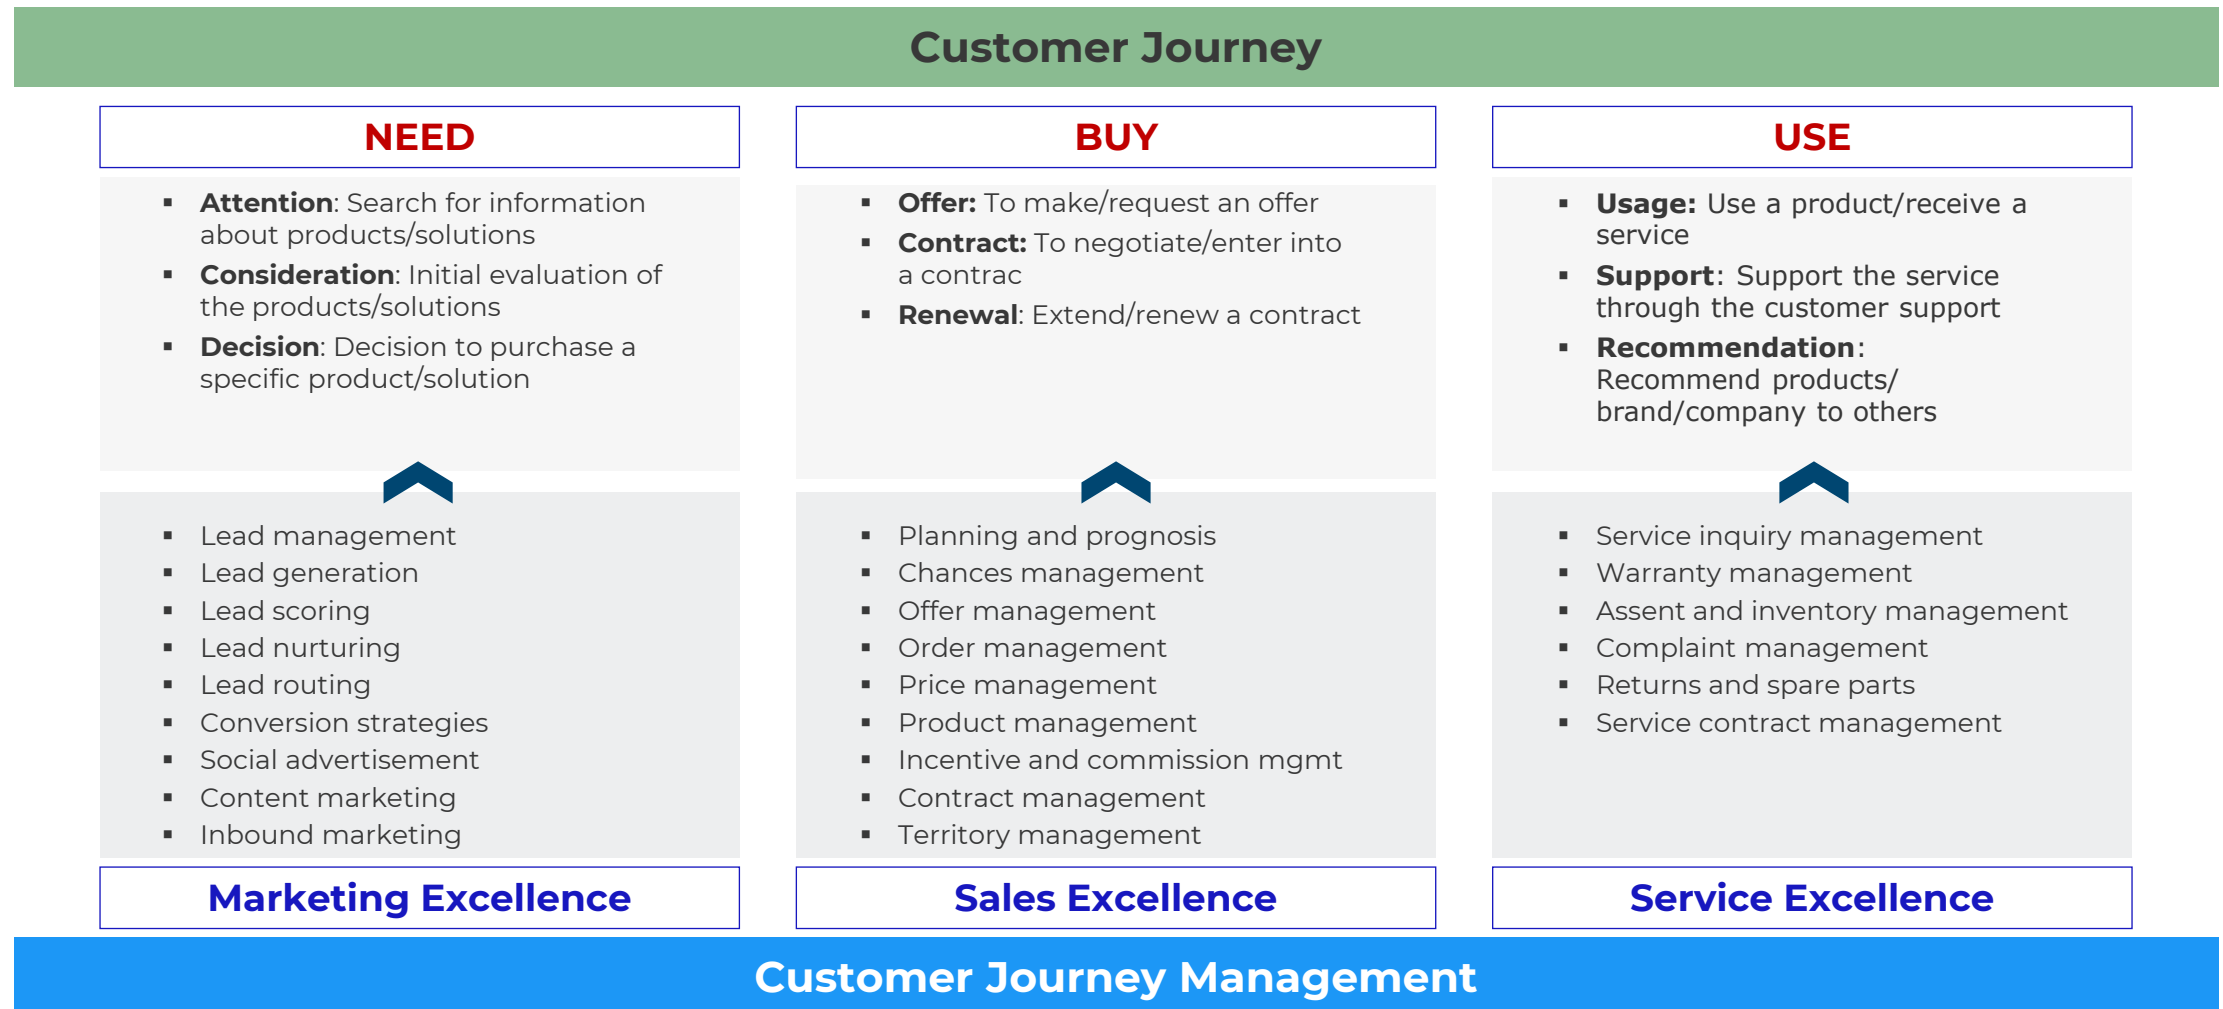 Customer Journey
NEED
▪ Attention: Search for information
about products/solutions
▪ Consideration: Initial evaluation of
the products/solutions
▪ Decision: Decision to purchase a
specific product/solution
▪ Lead management
▪ Lead generation
▪ Lead scoring
▪ Lead nurturing
▪ Lead routing
▪ Conversion strategies
▪ Social advertisement
▪ Content marketing
▪ Inbound marketing
Marketing Excellence
BUY
▪ Offer: To make/request an offer
▪ Contract: To negotiate/enter into
a contrac
▪ Renewal: Extend/renew a contract
▪ Planning and prognosis
▪ Chances management
▪ Offer management
▪ Order management
▪ Price management
▪ Product management
▪ Incentive and commission mgmt
▪ Contract management
▪ Territory management
Sales Excellence
USE
▪ Usage: Use a product/receive a
service
▪ Support: Support the service
through the customer support
▪ Recommendation:
Recommend products/
brand/company to others
▪ Service inquiry management
▪ Warranty management
▪ Assent and inventory management
▪ Complaint management
▪ Returns and spare parts
▪ Service contract management
Service Excellence
Customer Journey Management